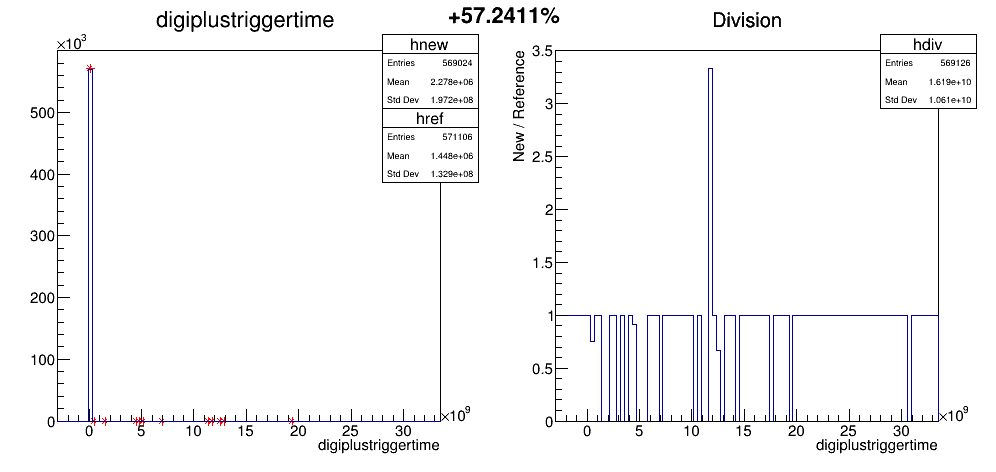 digiplustriggertime
+57.2411%
Division
×10³
hnew
Entries 569024
Mean 2.278e+06
Std Dev 1.972e+08
href
Entries 571106
Mean 1.448e+06
Std Dev 1.329e+08
500
400
300
200
100
0
0 5 10 15 20 25 30
×10⁹
digiplustriggertime
hdiv
Entries 569126
Mean 1.619e+10
Std Dev 1.061e+10
New / Reference
3.5
3
2.5
2
1.5
1
0.5
0
0 5 10 15 20 25 30
×10⁹
digiplustriggertime